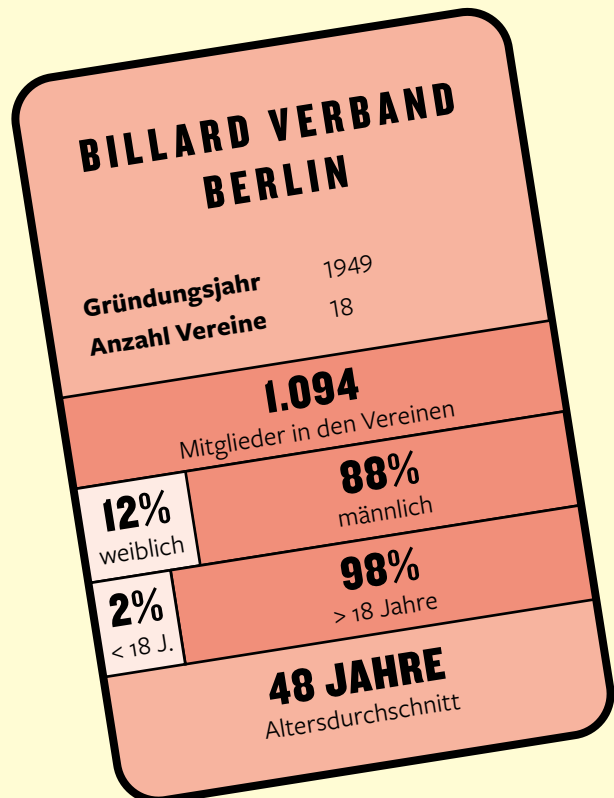 BILLARD VERBAND
BERLIN
Gründungsjahr 1949
Anzahl Vereine 18
1.094
Mitglieder in den Vereinen
12% 88%
weiblich männlich
2% 98%
< 18 J. > 18 Jahre
48 JAHRE
Altersdurchschnitt